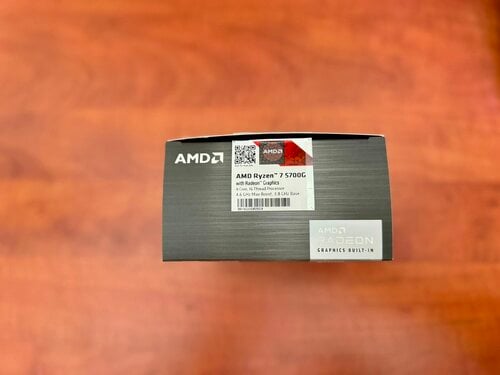 AMD
AMD Ryzen™ 7 5700G
with Radeon™ Graphics
8 Core, 16 Thread Processor
4.6 GHz Max Boost, 3.8 GHz Base
AMD
RADEON
GRAPHICS BUILT-IN